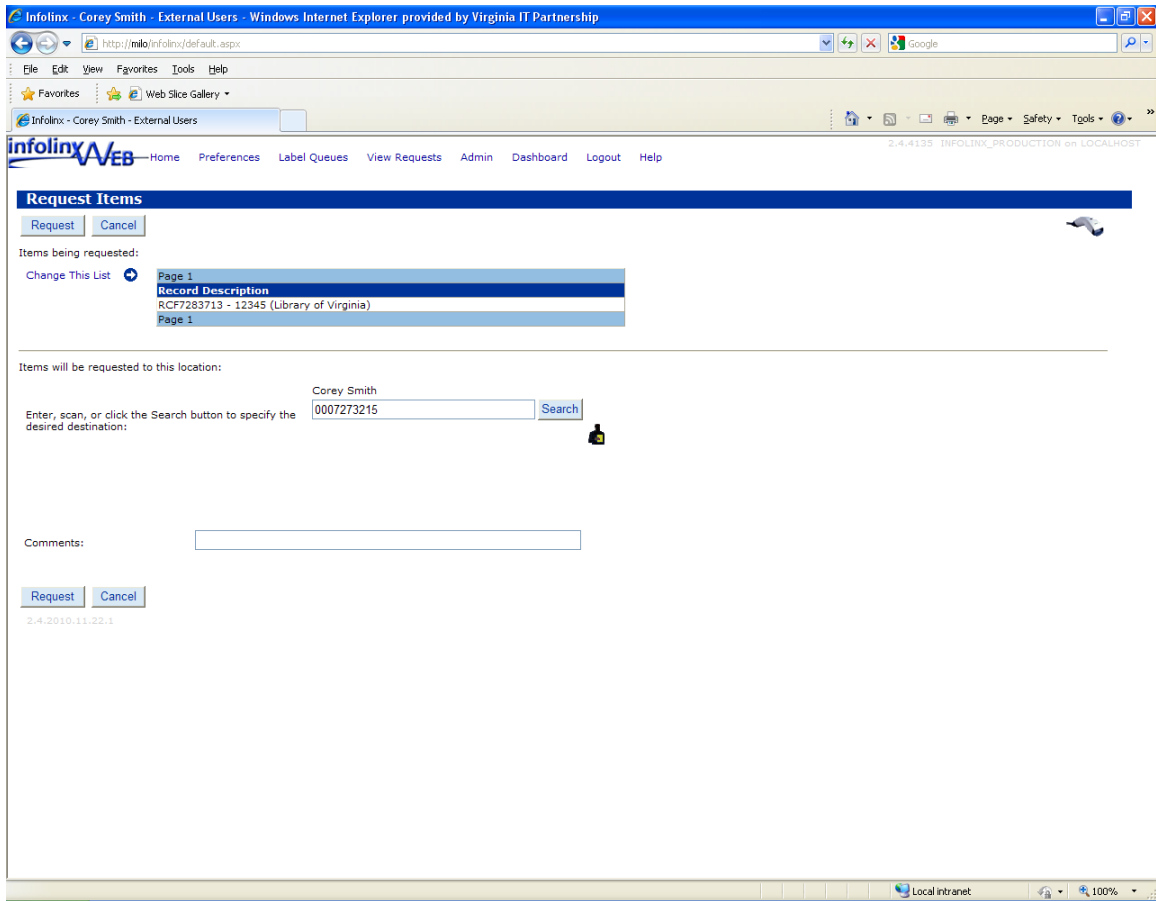 Infolinx - Corey Smith - External Users - Windows Internet Explorer provided by Virginia IT Partnership
http://milo/infolinx/default.aspx
Google
File Edit View Favorites Tools Help
Favorites Web Slice Gallery
Infolinx - Corey Smith - External Users
Page Safety Tools »
infolinx WEB Home Preferences Label Queues View Requests Admin Dashboard Logout Help
2.4.4135 INFOLINX_PRODUCTION on LOCALHOST
Request Items
Request Cancel
Items being requested:
Change This List
Page 1
Record Description
RCF7283713 - 12345 (Library of Virginia)
Page 1
Items will be requested to this location:
Corey Smith
Enter, scan, or click the Search button to specify the
desired destination:
0007273215 Search
Comments:
Request Cancel
2.4.2010.11.22.1
Local intranet 100%